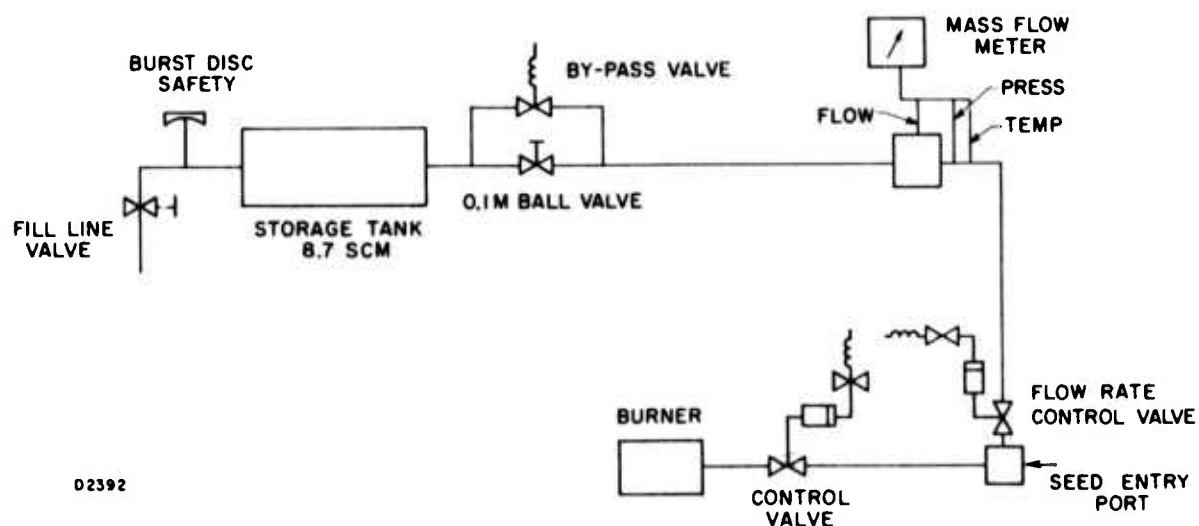 MASS FLOW
METER
BURST DISC
SAFETY
BY-PASS VALVE
PRESS
FLOW
TEMP
0.1M BALL VALVE
FILL LINE
VALVE
STORAGE TANK
8.7 SCM
FLOW RATE
CONTROL VALVE
BURNER
SEED ENTRY
PORT
CONTROL
VALVE
D2392